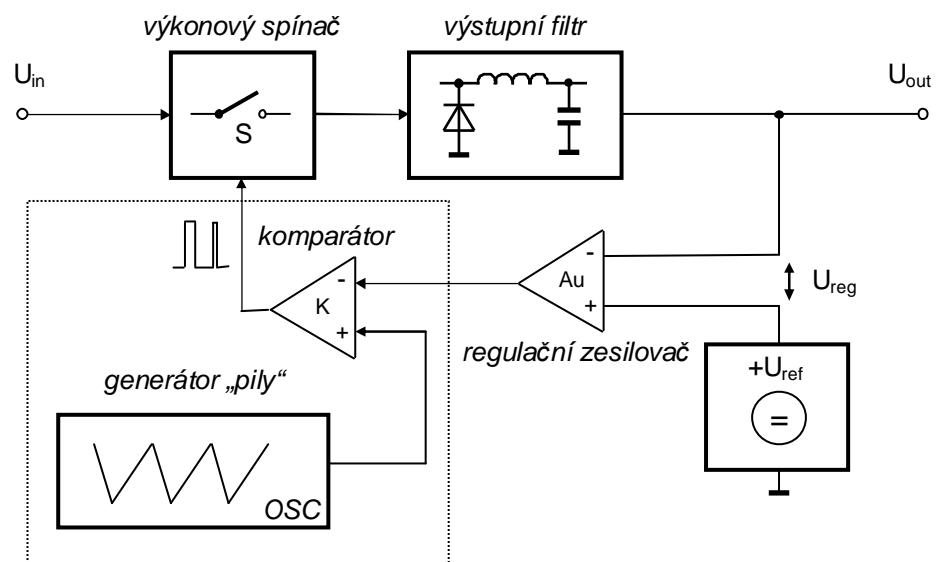 výkonový spínač
výstupní filtr
U_in
U_out
S
komparátor
-
K
+
-
Au
+
U_reg
regulační zesilovač
generátor „pily“
+U_ref
=
OSC